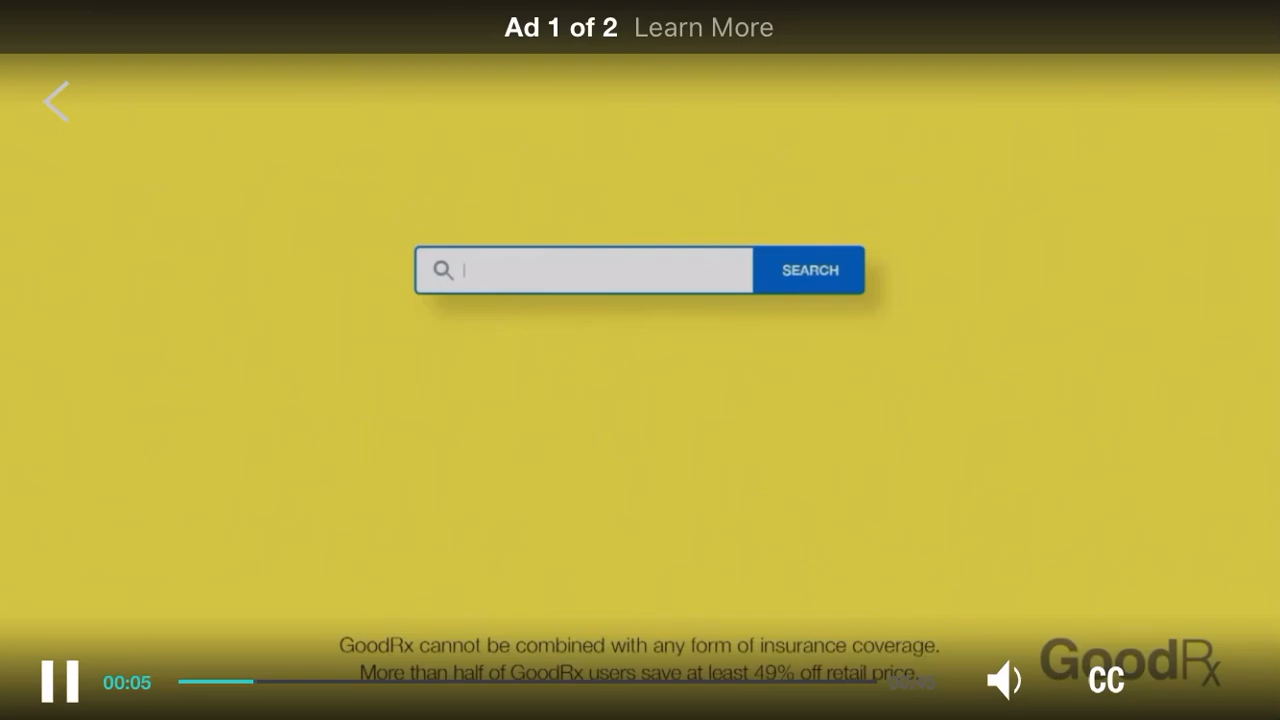 Ad 1 of 2 Learn More
SEARCH
GoodRx cannot be combined with any form of insurance coverage.
More than half of GoodRx users save at least 49% off retail price.
GoodRx
00:05
CC